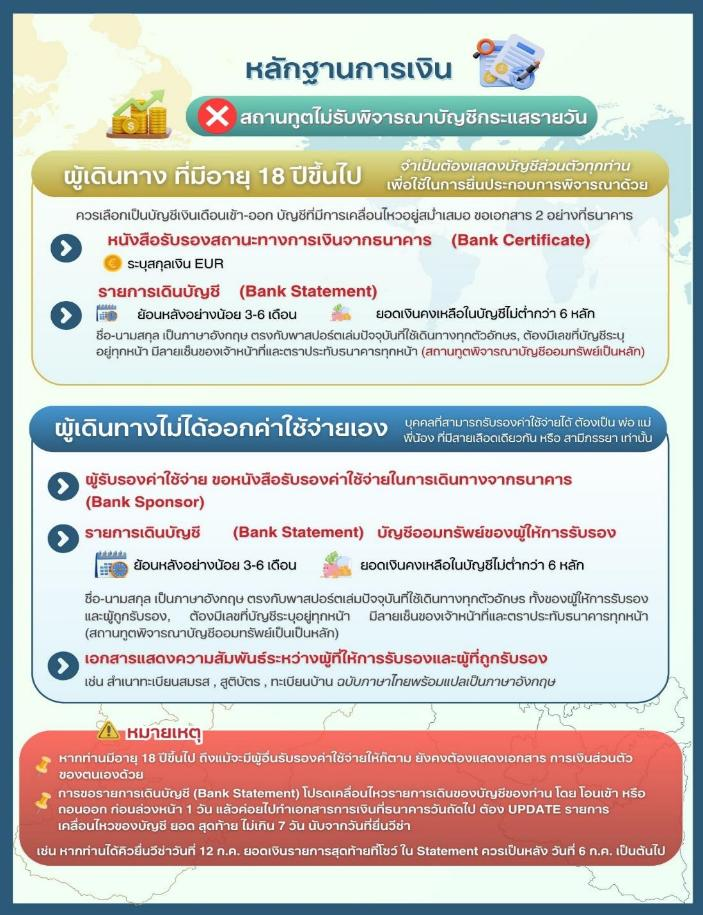 หลักฐานการเงิน
สถานทูตไม่รับพิจารณาบัญชีกระแสรายวัน
ผู้เดินทาง ที่มีอายุ 18 ปีขึ้นไป
จำเป็นต้องแสดงบัญชีส่วนตัวทุกท่าน
เพื่อใช้ในการยื่นประกอบการพิจารณาด้วย
ควรเลือกเป็นบัญชีเงินเดือนเข้า-ออก บัญชีที่มีการเคลื่อนไหวอยู่สม่ำเสมอ ขอเอกสาร 2 อย่างที่ธนาคาร
หนังสือรับรองสถานะทางการเงินจากธนาคาร (Bank Certificate)
ระบุสกุลเงิน EUR
รายการเดินบัญชี (Bank Statement)
ย้อนหลังอย่างน้อย 3-6 เดือน ยอดเงินคงเหลือในบัญชีไม่ต่ำกว่า 6 หลัก
ชื่อ-นามสกุล เป็นภาษาอังกฤษ ตรงกับพาสปอร์ตเล่มปัจจุบันที่ใช้เดินทางทุกตัวอักษร, ต้องมีเลขที่บัญชีระบุ
อยู่ทุกหน้า มีลายเซ็นของเจ้าหน้าที่และตราประทับธนาคารทุกหน้า (สถานทูตพิจารณาบัญชีออมทรัพย์เป็นหลัก)
ผู้เดินทางไม่ได้ออกค่าใช้จ่ายเอง
บุคคลที่สามารถรับรองค่าใช้จ่ายได้ ต้องเป็น พ่อ แม่
พี่น้อง ที่มีสายเลือดเดียวกัน หรือ สามีภรรยา เท่านั้น
ผู้รับรองค่าใช้จ่าย ขอหนังสือรับรองค่าใช้จ่ายในการเดินทางจากธนาคาร
(Bank Sponsor)
รายการเดินบัญชี (Bank Statement) บัญชีออมทรัพย์ของผู้ให้การรับรอง
ย้อนหลังอย่างน้อย 3-6 เดือน ยอดเงินคงเหลือในบัญชีไม่ต่ำกว่า 6 หลัก
ชื่อ-นามสกุล เป็นภาษาอังกฤษ ตรงกับพาสปอร์ตเล่มปัจจุบันที่ใช้เดินทางทุกตัวอักษร ทั้งของผู้ให้การรับรอง
และผู้ถูกรับรอง, ต้องมีเลขที่บัญชีระบุอยู่ทุกหน้า มีลายเซ็นของเจ้าหน้าที่และตราประทับธนาคารทุกหน้า
(สถานทูตพิจารณาบัญชีออมทรัพย์เป็นเป็นหลัก)
เอกสารแสดงความสัมพันธ์ระหว่างผู้ที่ให้การรับรองและผู้ที่ถูกรับรอง
เช่น สำเนาทะเบียนสมรส , สูติบัตร , ทะเบียนบ้าน ฉบับภาษาไทยพร้อมแปลเป็นภาษาอังกฤษ
หมายเหตุ
หากท่านมีอายุ 18 ปีขึ้นไป ถึงแม้จะมีผู้อื่นรับรองค่าใช้จ่ายให้ก็ตาม ยังคงต้องแสดงเอกสาร การเงินส่วนตัว
ของตนเองด้วย
การขอรายการเดินบัญชี (Bank Statement) โปรดเคลื่อนไหวรายการเดินของบัญชีของท่าน โดย โอนเข้า หรือ
ถอนออก ก่อนล่วงหน้า 1 วัน แล้วค่อยไปทำเอกสารการเงินที่ธนาคารวันถัดไป ต้อง UPDATE รายการ
เคลื่อนไหวของบัญชี ยอด สุดท้าย ไม่เกิน 7 วัน นับจากวันที่ยื่นวีซ่า
เช่น หากท่านได้คิวยื่นวีซ่าวันที่ 12 ก.ค. ยอดเงินรายการสุดท้ายที่โชว์ ใน Statement ควรเป็นหลัง วันที่ 6 ก.ค. เป็นต้นไป